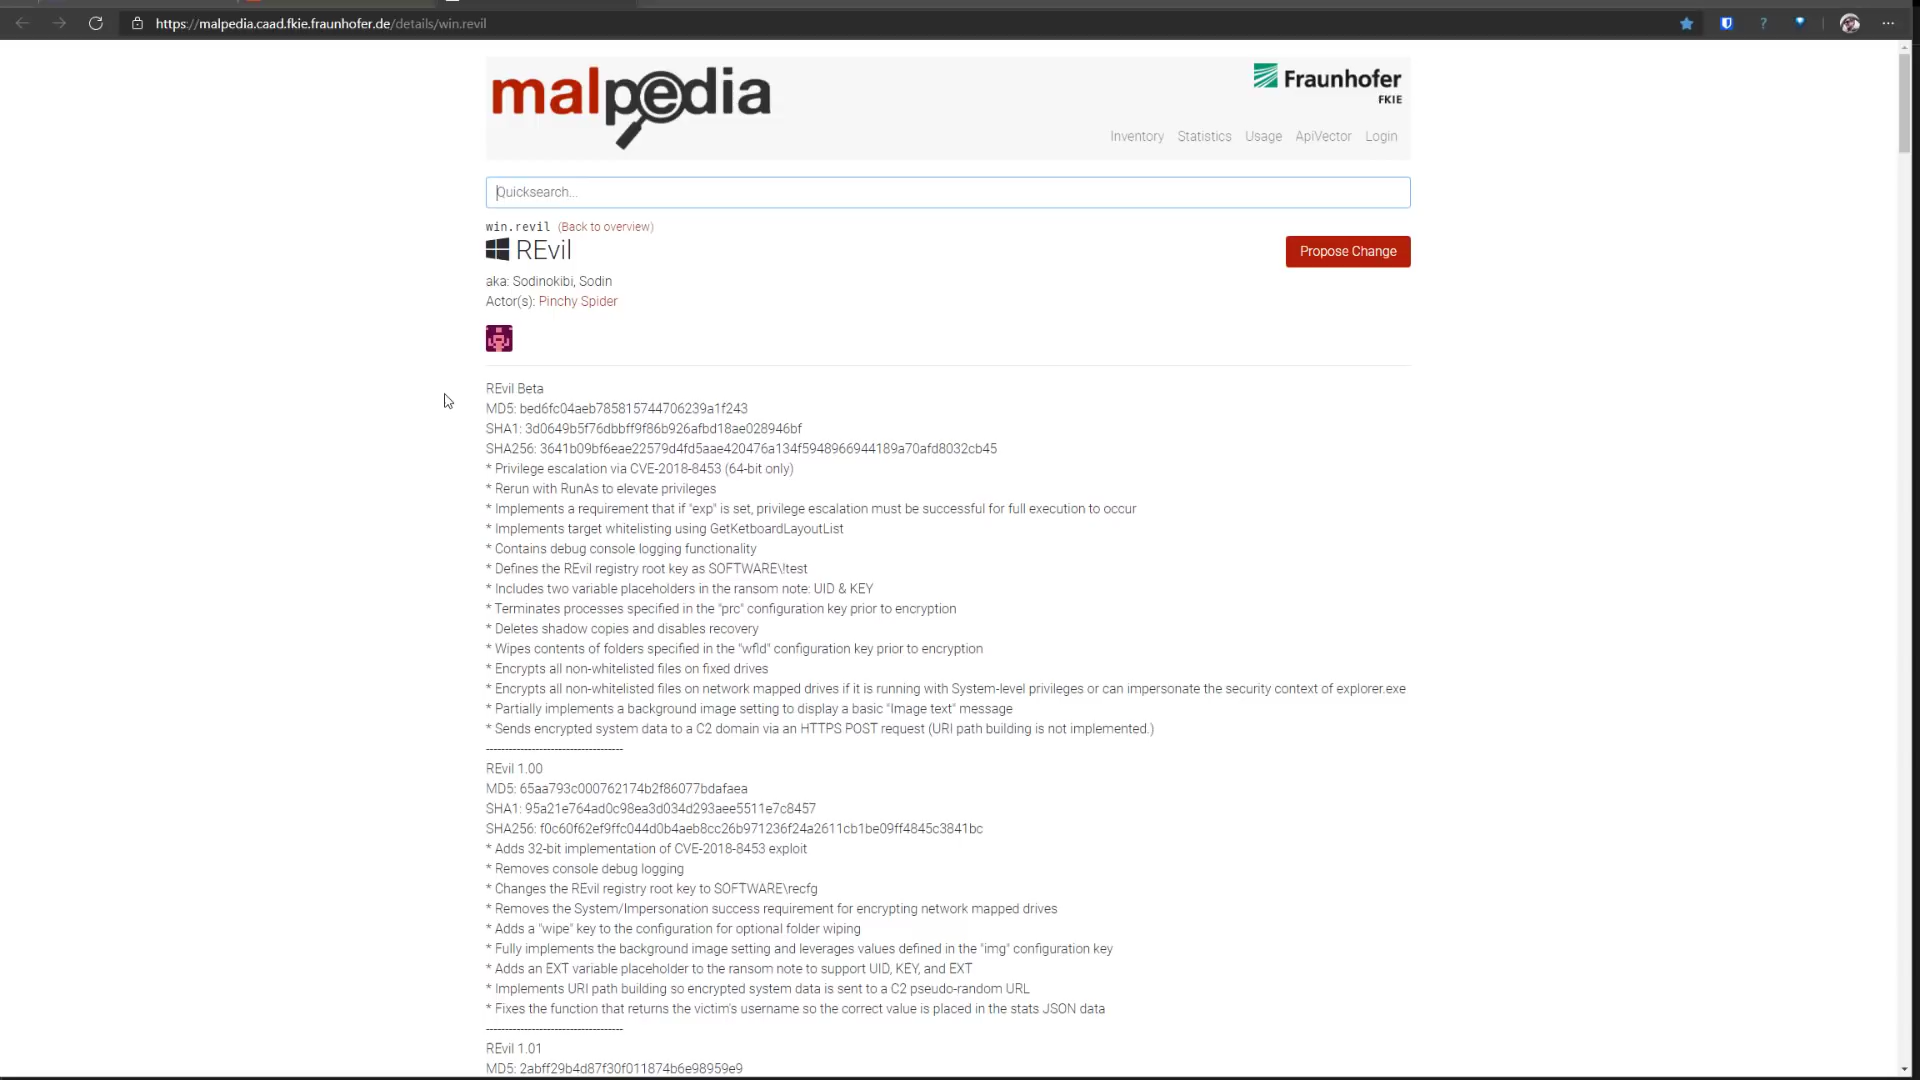 https://malpedia.caad.fkie.fraunhofer.de/details/win.revil
malpedia
Fraunhofer
FKIE
Inventory Statistics Usage ApiVector Login
Quicksearch...
win.revil (Back to overview)
REvil
Propose Change
aka: Sodinokibi, Sodin
Actor(s): Pinchy Spider
REvil Beta
MD5: bed6fc04aeb785815744706239a1f243
SHA1: 3d0649b5f76dbbff9f86b926afbd18ae028946bf
SHA256: 3641b09bf6eae22579d4fd5aae420476a134f5948966944189a70afd8032cb45
* Privilege escalation via CVE-2018-8453 (64-bit only)
* Rerun with RunAs to elevate privileges
* Implements a requirement that if "exp" is set, privilege escalation must be successful for full execution to occur
* Implements target whitelisting using GetKetboardLayoutList
* Contains debug console logging functionality
* Defines the REvil registry root key as SOFTWARE\!test
* Includes two variable placeholders in the ransom note: UID & KEY
* Terminates processes specified in the "prc" configuration key prior to encryption
* Deletes shadow copies and disables recovery
* Wipes contents of folders specified in the "wfld" configuration key prior to encryption
* Encrypts all non-whitelisted files on fixed drives
* Encrypts all non-whitelisted files on network mapped drives if it is running with System-level privileges or can impersonate the security context of explorer.exe
* Partially implements a background image setting to display a basic "Image text" message
* Sends encrypted system data to a C2 domain via an HTTPS POST request (URI path building is not implemented.)
------------------------------------
REvil 1.00
MD5: 65aa793c000762174b2f86077bdafaea
SHA1: 95a21e764ad0c98ea3d034d293aee5511e7c8457
SHA256: f0c60f62ef9ffc044d0b4aeb8cc26b971236f24a2611cb1be09ff4845c3841bc
* Adds 32-bit implementation of CVE-2018-8453 exploit
* Removes console debug logging
* Changes the REvil registry root key to SOFTWARE\recfg
* Removes the System/Impersonation success requirement for encrypting network mapped drives
* Adds a "wipe" key to the configuration for optional folder wiping
* Fully implements the background image setting and leverages values defined in the "img" configuration key
* Adds an EXT variable placeholder to the ransom note to support UID, KEY, and EXT
* Implements URI path building so encrypted system data is sent to a C2 pseudo-random URL
* Fixes the function that returns the victim's username so the correct value is placed in the stats JSON data
------------------------------------
REvil 1.01
MD5: 2abff29b4d87f30f011874b6e98959e9